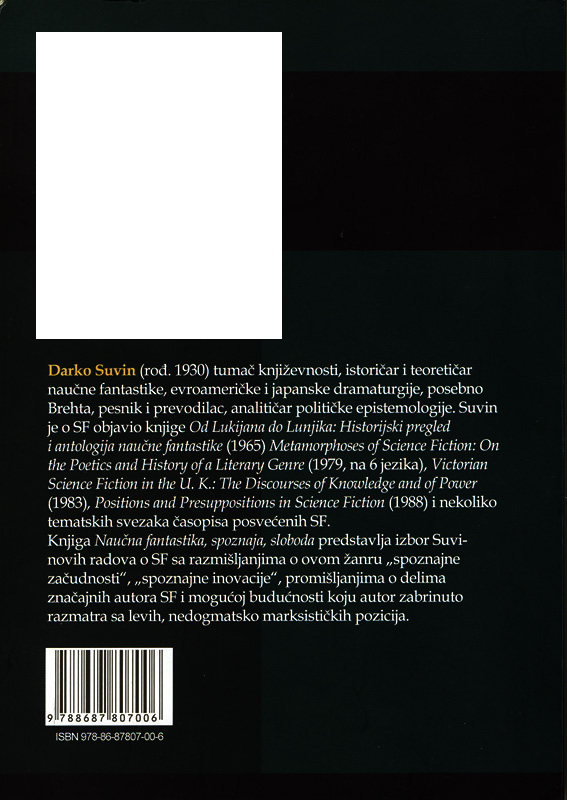 Darko Suvin (rođ. 1930) tumač književnosti, istoričar i teoretičar
naučne fantastike, evroameričke i japanske dramaturgije, posebno
Brehta, pesnik i prevodilac, analitičar političke epistemologije. Suvin
je o SF objavio knjige Od Lukijana do Lunjika: Historijski pregled
i antologija naučne fantastike (1965) Metamorphoses of Science Fiction: On
the Poetics and History of a Literary Genre (1979, na 6 jezika), Victorian
Science Fiction in the U. K.: The Discourses of Knowledge and of Power
(1983), Positions and Presuppositions in Science Fiction (1988) i nekoliko
tematskih svezaka časopisa posvećenih SF.
Knjiga Naučna fantastika, spoznaja, sloboda predstavlja izbor Suvi-
novih radova o SF sa razmišljanjima o ovom žanru „spoznajne
začudnosti“, „spoznajne inovacije“, promišljanjima o delima
značajnih autora SF i mogućoj budućnosti koju autor zabrinuto
razmatra sa levih, nedogmatsko marksističkih pozicija.
9 788687 807006
ISBN 978-86-87807-00-6